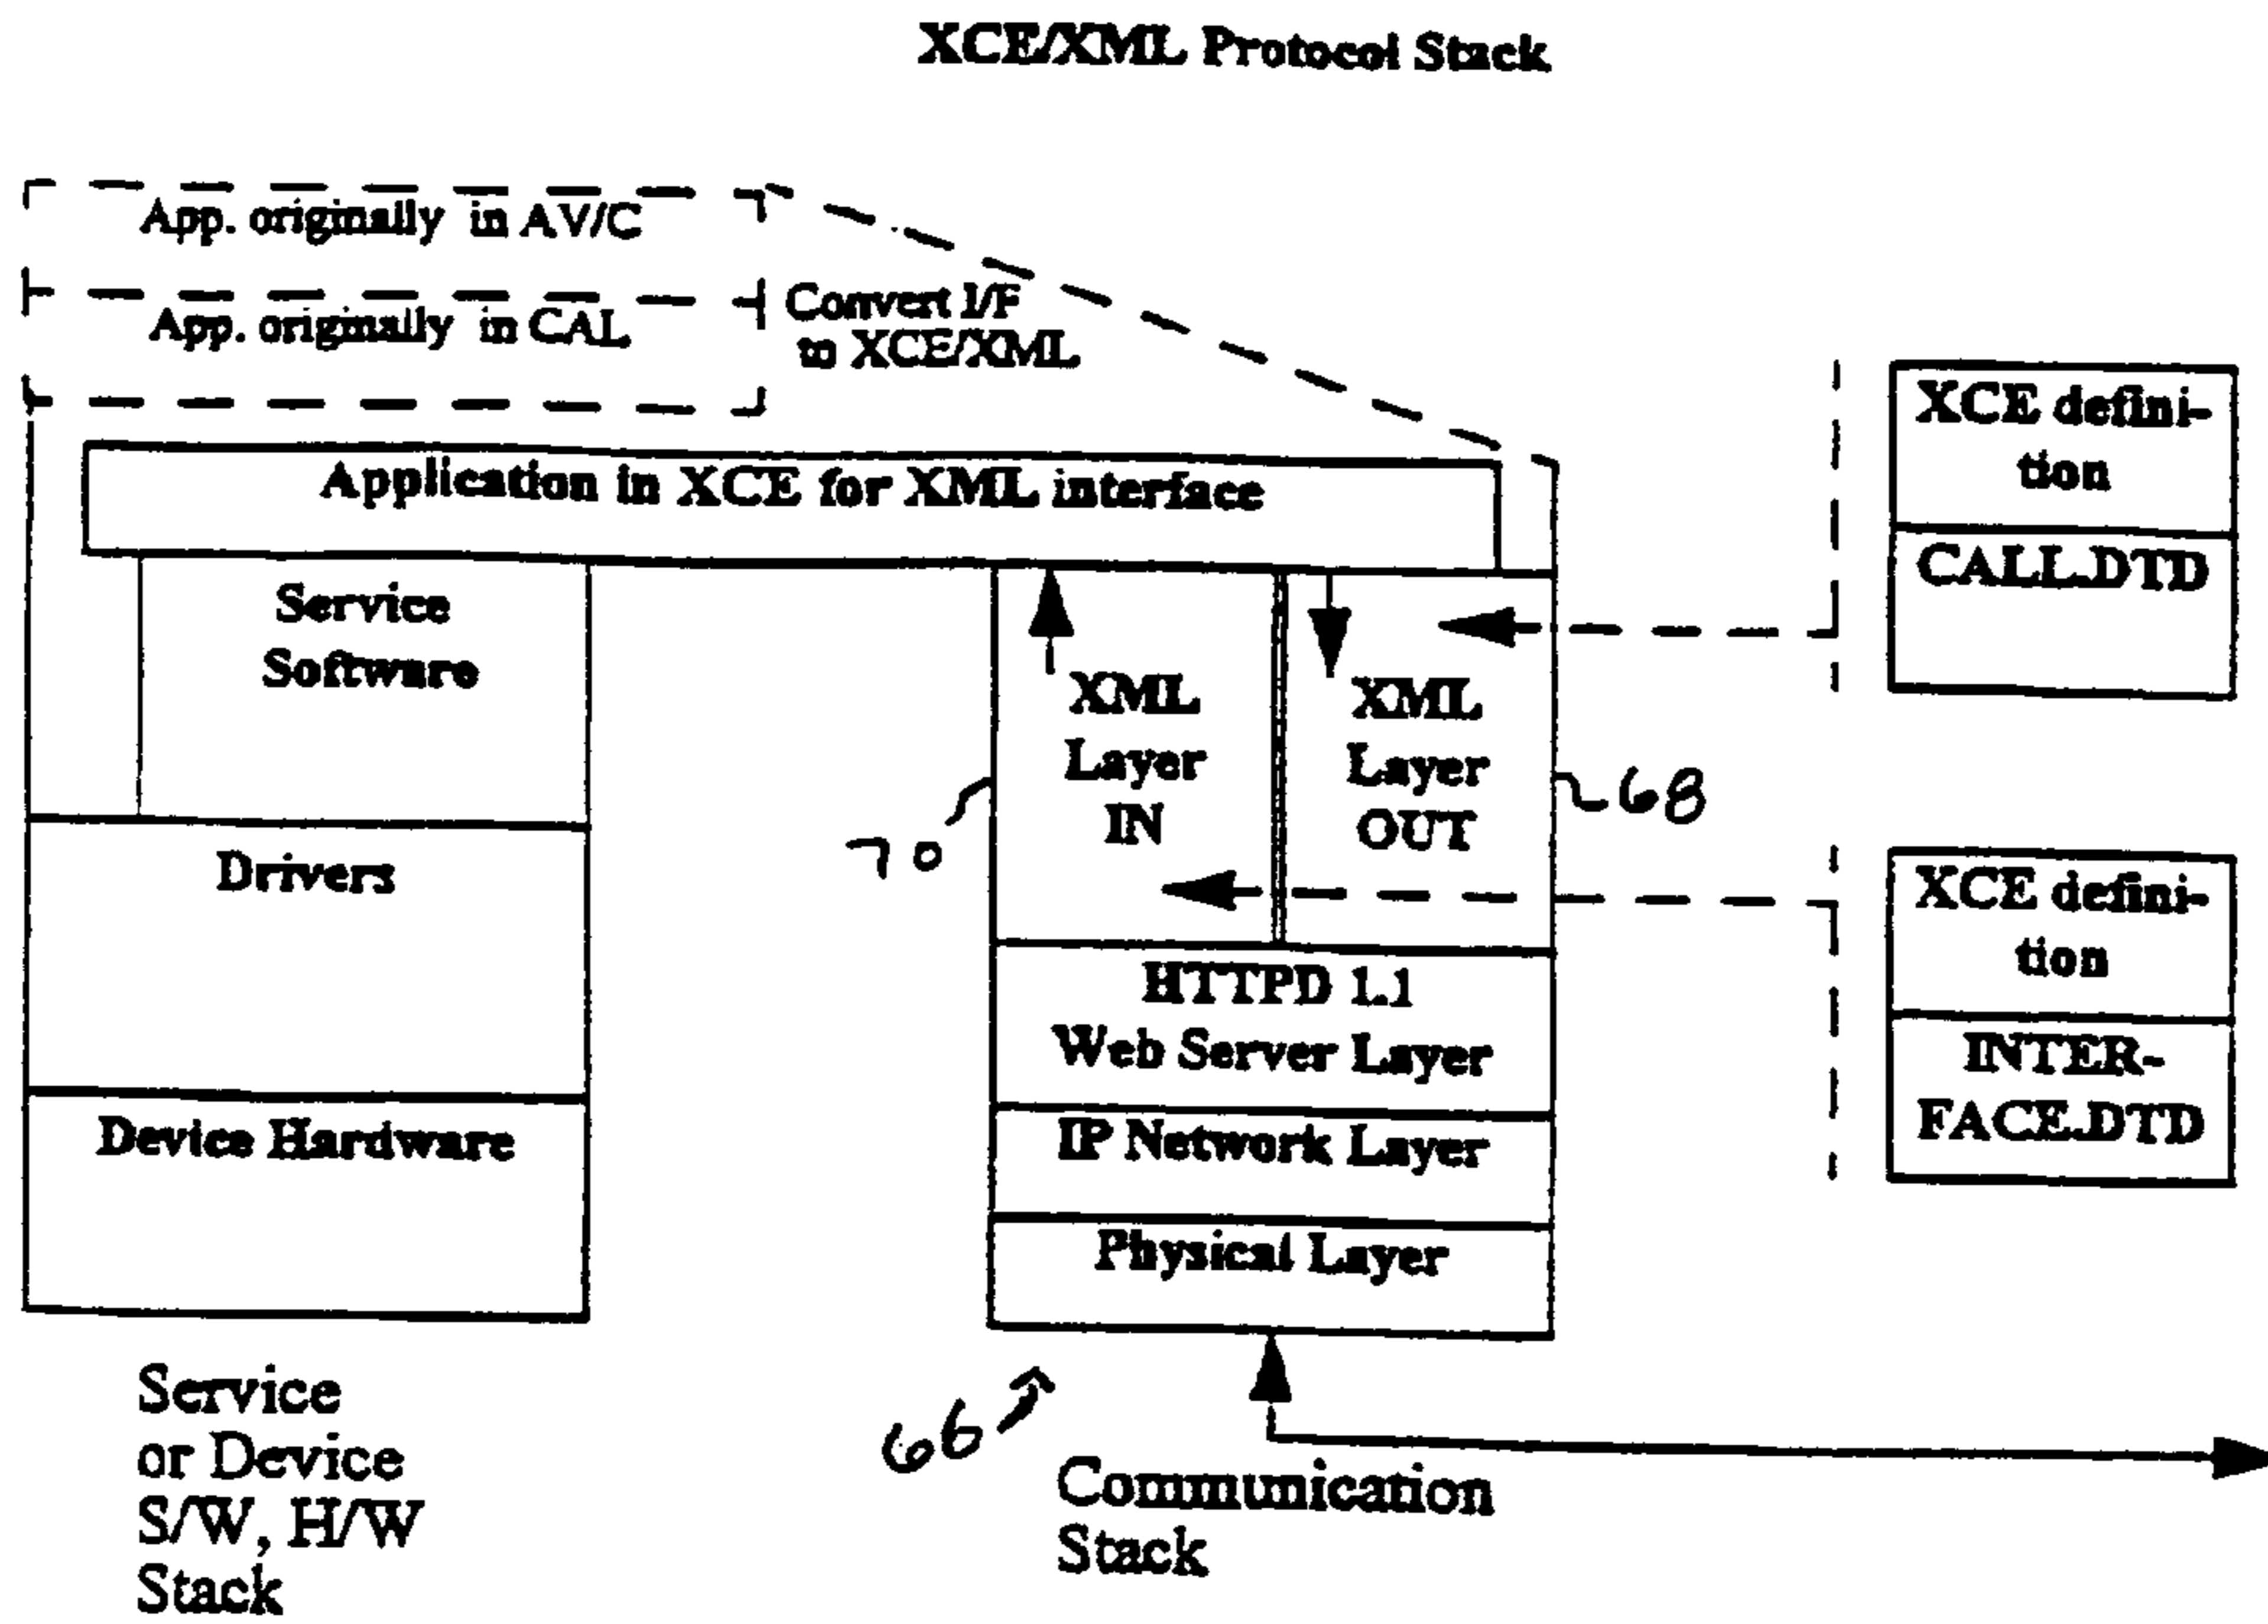 XCE/XML Protocol Stack
App. originally in AV/C
App. originally in CAL
Convert I/F
to XCE/XML
Application in XCE for XML interface
Service
Software
Drivers
Device Hardware
XML
Layer
IN
XML
Layer
OUT
70
68
HTTPD 1.1
Web Server Layer
IP Network Layer
Physical Layer
XCE defini-
tion
CALL.DTD
XCE defini-
tion
INTER-
FACE.DTD
Service
or Device
S/W, H/W
Stack
66
Communication
Stack